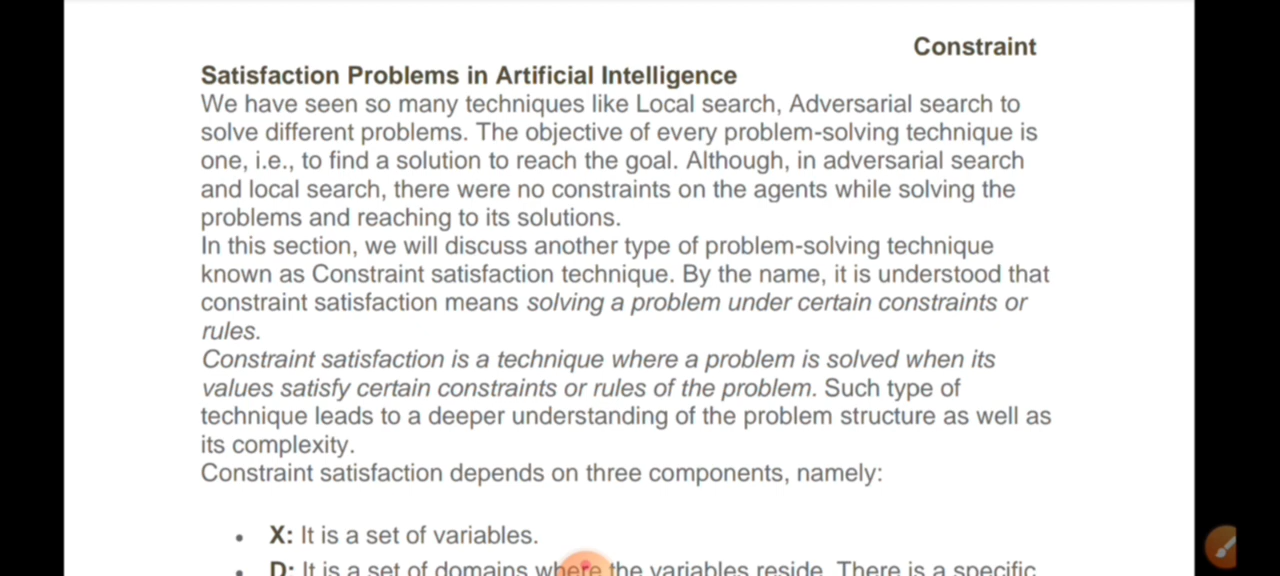 Constraint
Satisfaction Problems in Artificial Intelligence
We have seen so many techniques like Local search, Adversarial search to
solve different problems. The objective of every problem-solving technique is
one, i.e., to find a solution to reach the goal. Although, in adversarial search
and local search, there were no constraints on the agents while solving the
problems and reaching to its solutions.
In this section, we will discuss another type of problem-solving technique
known as Constraint satisfaction technique. By the name, it is understood that
constraint satisfaction means solving a problem under certain constraints or
rules.
Constraint satisfaction is a technique where a problem is solved when its
values satisfy certain constraints or rules of the problem. Such type of
technique leads to a deeper understanding of the problem structure as well as
its complexity.
Constraint satisfaction depends on three components, namely:
• X: It is a set of variables.
• D: It is a set of domains where the variables reside. There is a specific